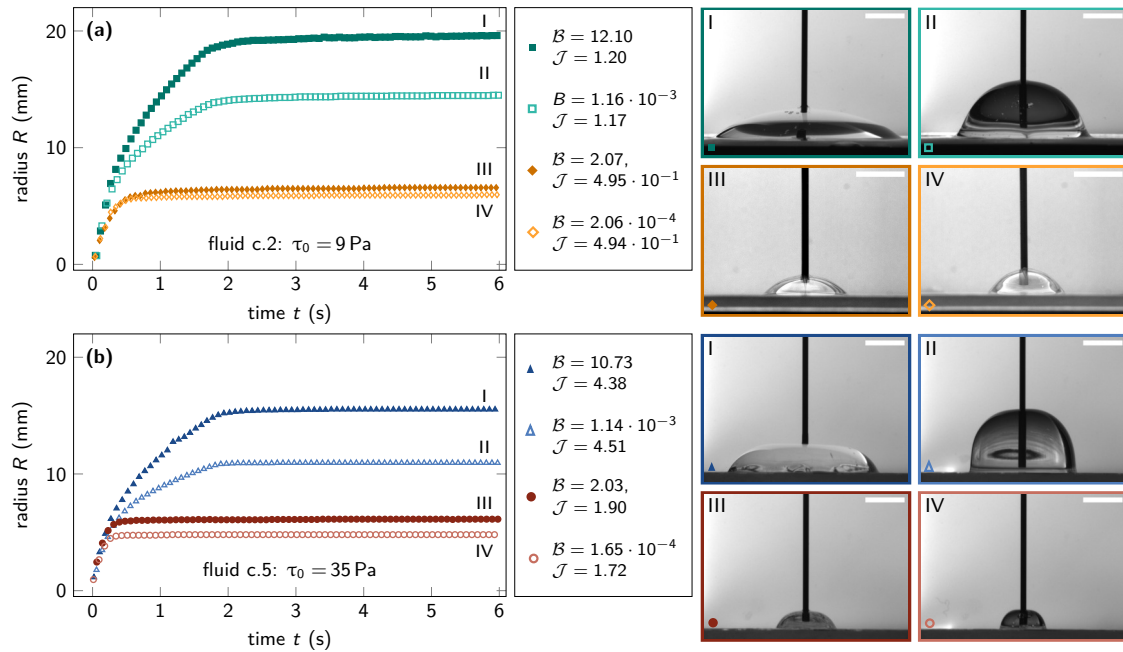 (a)
20
10
0
radius R (mm)
I
II
III
IV
fluid c.2: τ₀ = 9 Pa
0 1 2 3 4 5 6
time t (s)
ℬ = 12.10
𝒥 = 1.20
B = 1.16 · 10⁻³
𝒥 = 1.17
ℬ = 2.07,
𝒥 = 4.95 · 10⁻¹
ℬ = 2.06 · 10⁻⁴
𝒥 = 4.94 · 10⁻¹
I
II
III
IV
(b)
20
10
0
radius R (mm)
I
II
III
IV
fluid c.5: τ₀ = 35 Pa
0 1 2 3 4 5 6
time t (s)
ℬ = 10.73
𝒥 = 4.38
ℬ = 1.14 · 10⁻³
𝒥 = 4.51
ℬ = 2.03,
𝒥 = 1.90
ℬ = 1.65 · 10⁻⁴
𝒥 = 1.72
I
II
III
IV